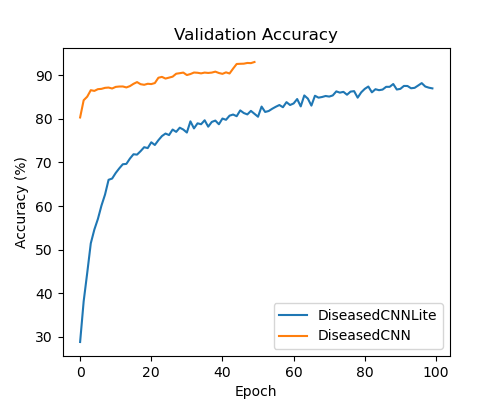 Validation Accuracy
Accuracy (%)
90
80
70
60
50
40
30
0 20 40 60 80 100
Epoch
DiseasedCNNLite
DiseasedCNN